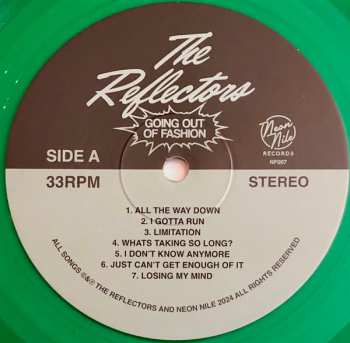 The
Reflectors
GOING OUT
OF FASHION
Neon
Nile
RECORDS
NF007
SIDE A
33RPM
STEREO
1. ALL THE WAY DOWN
2. I GOTTA RUN
3. LIMITATION
4. WHATS TAKING SO LONG?
5. I DON'T KNOW ANYMORE
6. JUST CAN'T GET ENOUGH OF IT
7. LOSING MY MIND
ALL SONGS ©&℗ THE REFLECTORS AND NEON NILE 2024 ALL RIGHTS RESERVED